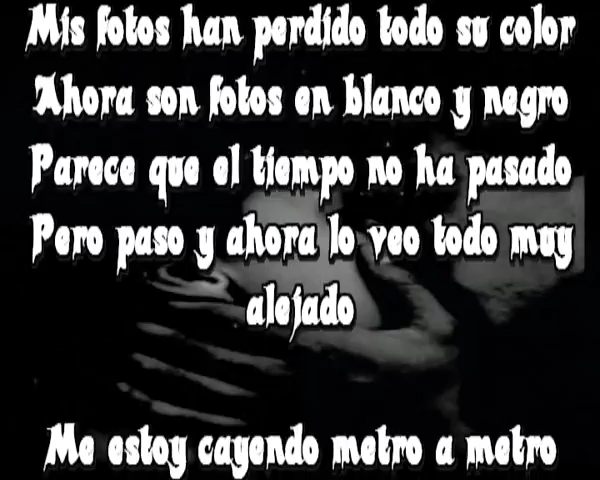 Mis fotos han perdido todo su color
Ahora son fotos en blanco y negro
Parece que el tiempo no ha pasado
Pero paso y ahora lo veo todo muy
alejado
Me estoy cayendo metro a metro